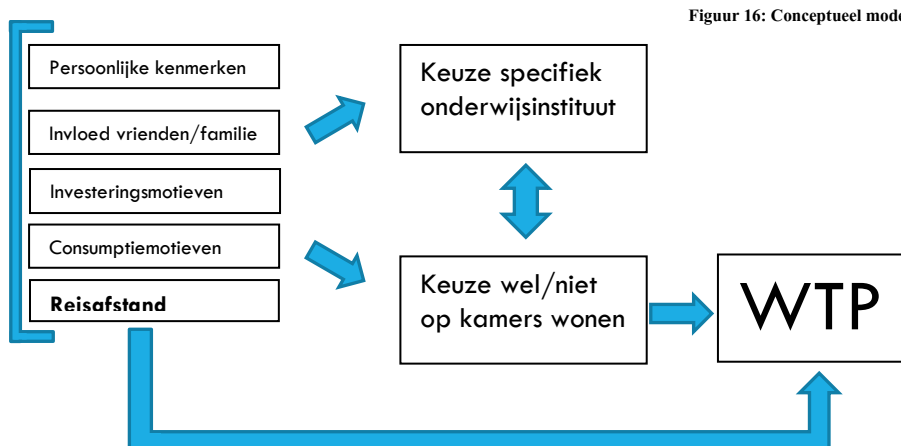 Figuur 16: Conceptueel mode
Persoonlijke kenmerken
Invloed vrienden/familie
Investeringsmotieven
Consumptiemotieven
Reisafstand
Keuze specifiek
onderwijsinstituut
Keuze wel/niet
op kamers wonen
WTP